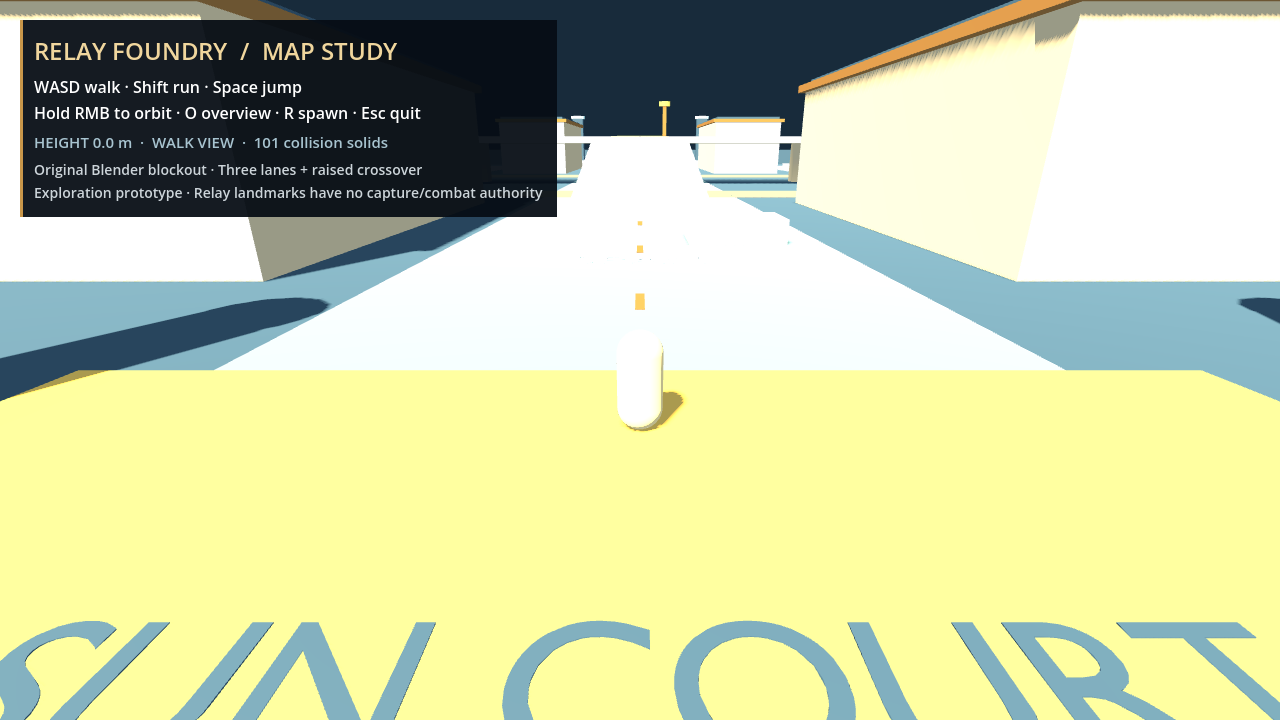 RELAY FOUNDRY / MAP STUDY
WASD walk · Shift run · Space jump
Hold RMB to orbit · O overview · R spawn · Esc quit
HEIGHT 0.0 m · WALK VIEW · 101 collision solids
Original Blender blockout · Three lanes + raised crossover
Exploration prototype · Relay landmarks have no capture/combat authority
SUN COURT